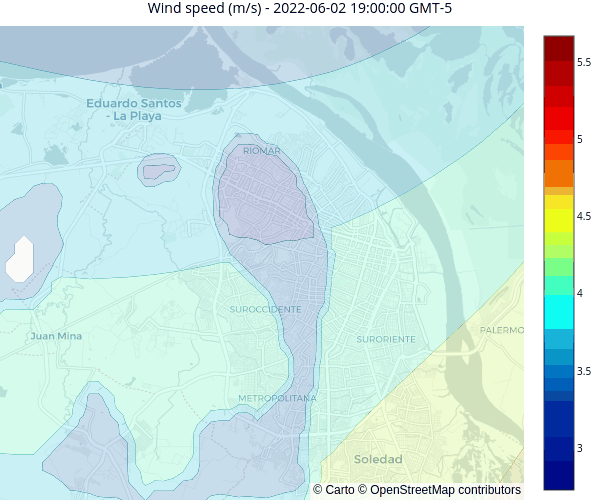 Wind speed (m/s) - 2022-06-02 19:00:00 GMT-5
Eduardo Santos
- La Playa
RIOMAR
SUROCCIDENTE
Juan Mina
SURORIENTE
PALERMO
METROPOLITANA
Soledad
© Carto © OpenStreetMap contributors
5.5
5
4.5
4
3.5
3